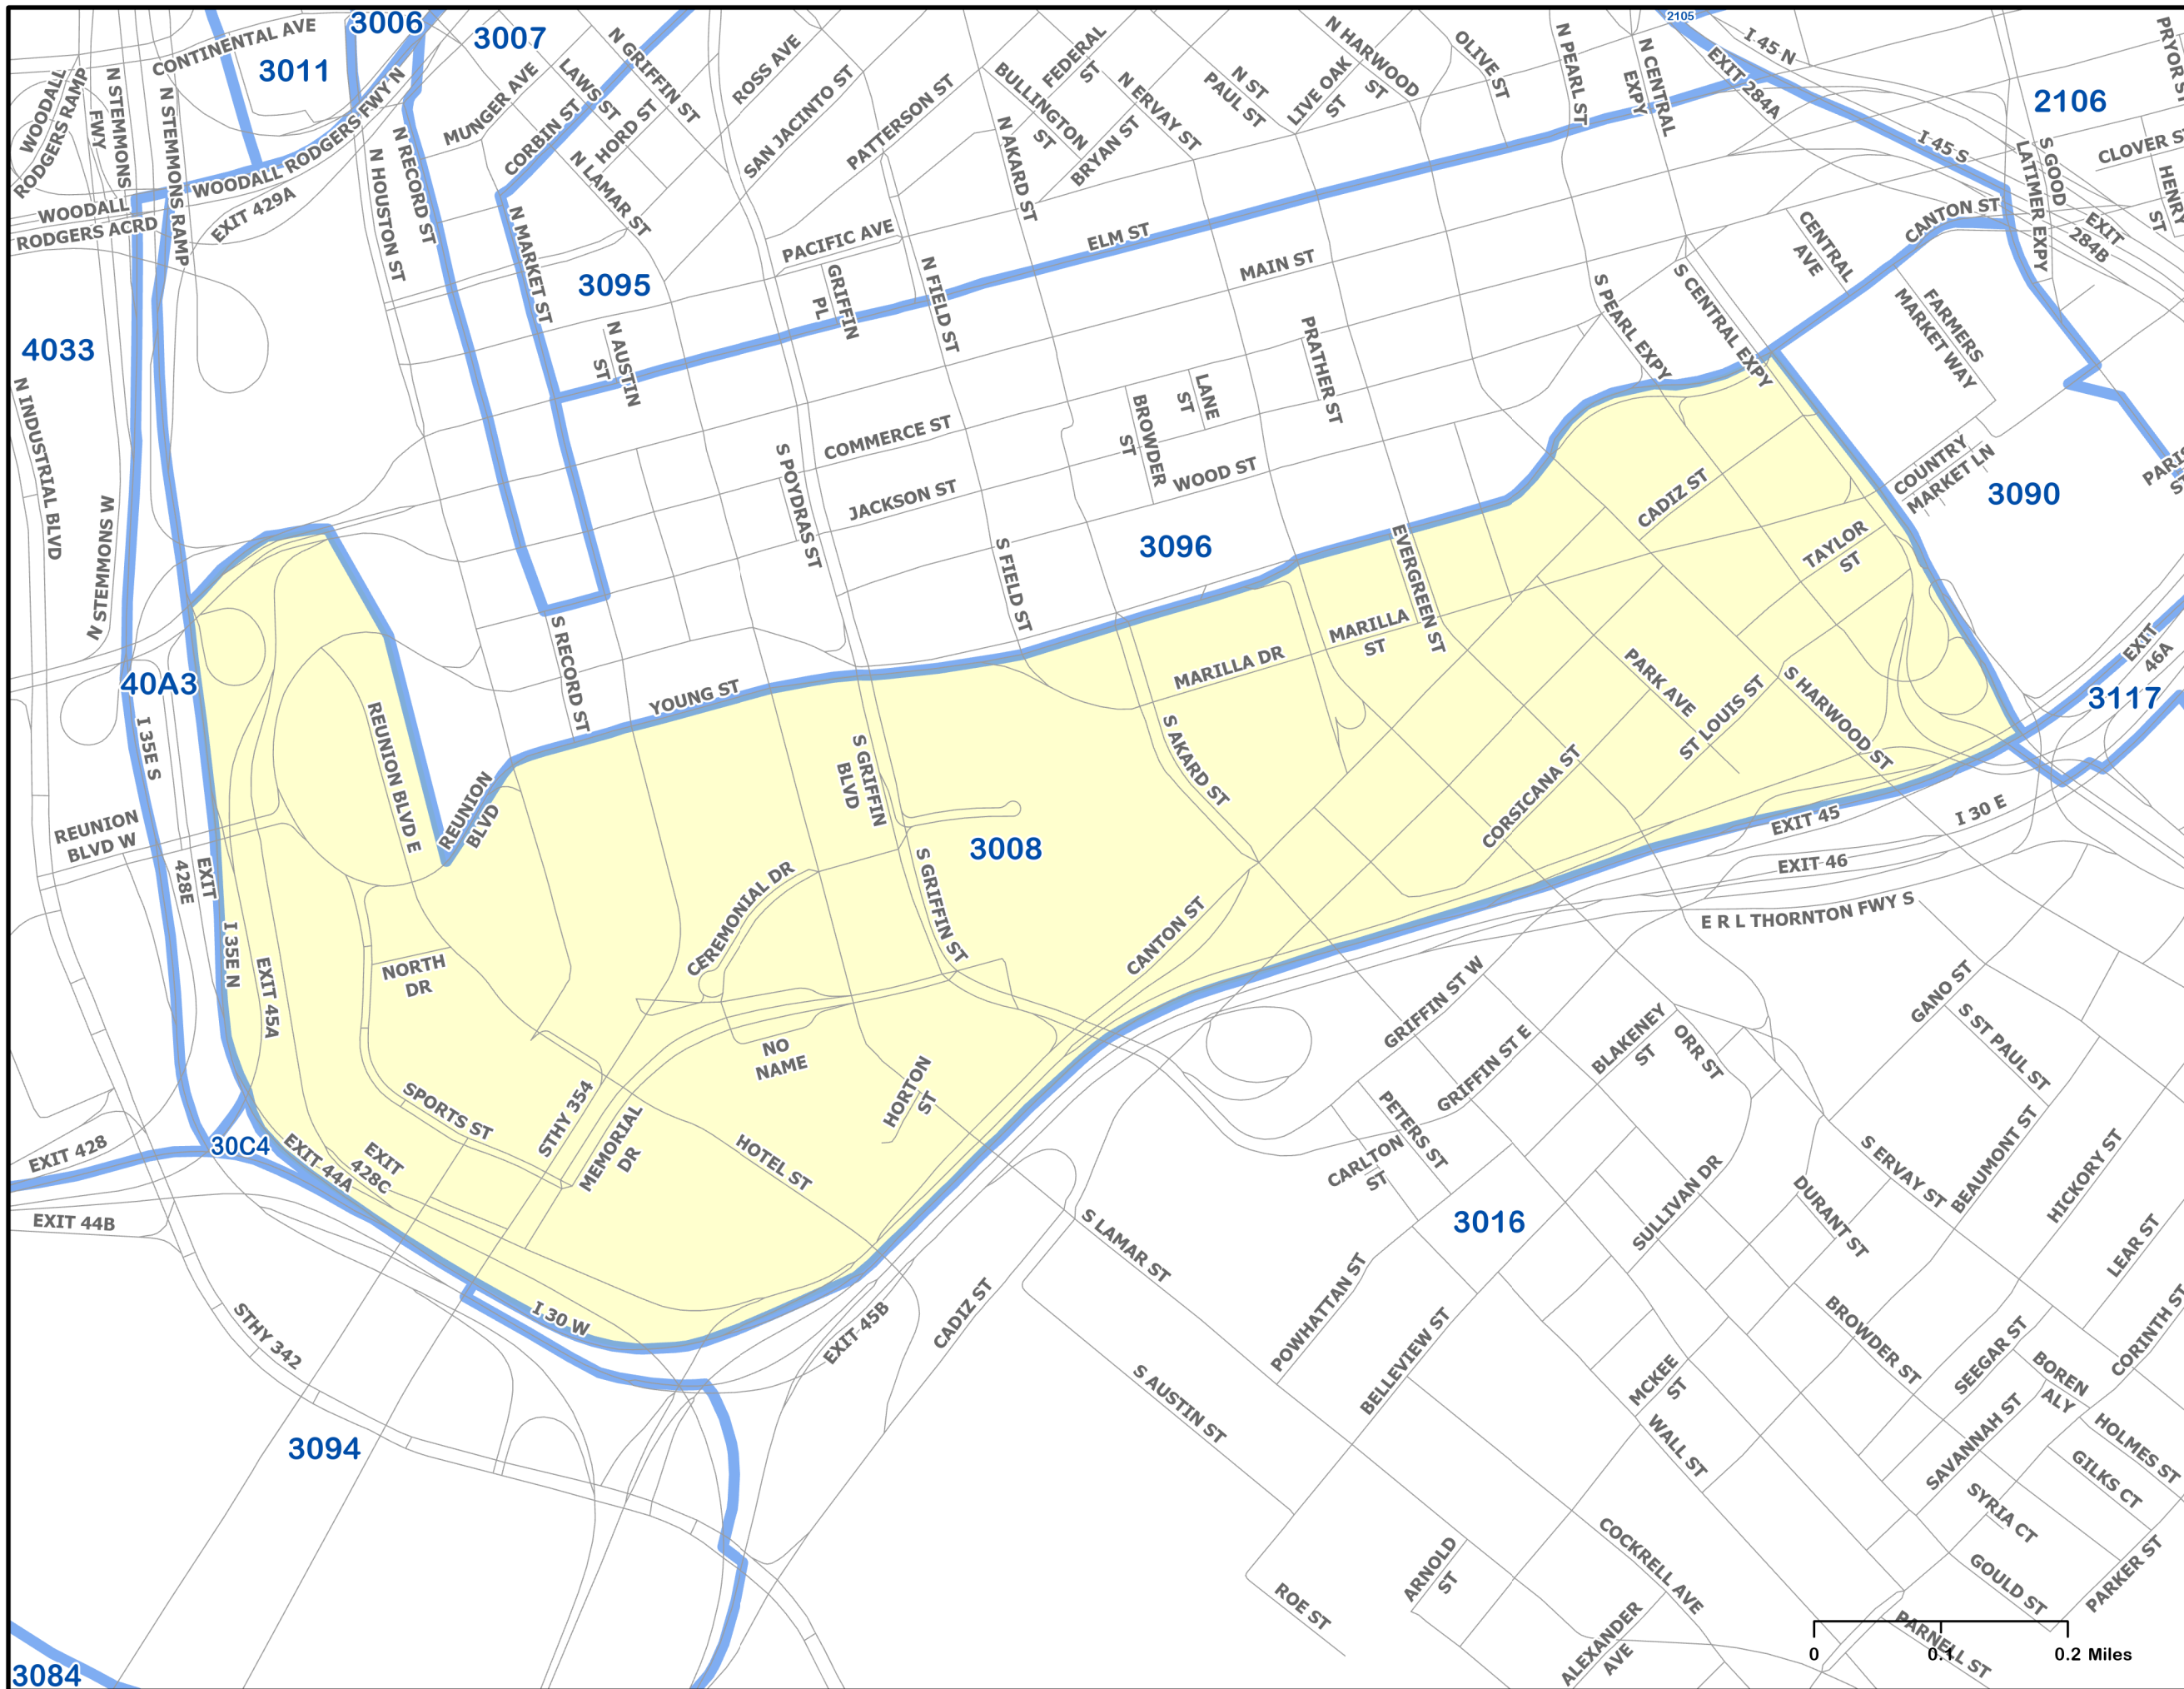 3006
3007
2105
CONTINENTAL AVE
3011
N GRIFFIN ST
ROSS AVE
FEDERAL
ST
N HARWOOD
ST
OLIVE ST
N PEARL ST
N CENTRAL
EXPY
I 45 N
EXIT 284A
2106
WOODALL
RODGERS RAMP
N STEMMONS
FWY
N STEMMONS RAMP
WOODALL RODGERS FWY N
MUNGER AVE
LAWS ST
CORBIN ST
HORD ST
SAN JACINTO ST
PATTERSON ST
BULLINGTON
ST
N ERVAY ST
BRYAN ST
N ST
PAUL ST
LIVE OAK
ST
I 45 S
CLOVER S
HENRY
ST
S GOOD
LATIMER EXPY
WOODALL
RODGERS ACRD
EXIT 429A
N HOUSTON ST
N RECORD ST
N LAMAR ST
N MARKET ST
N AKARD ST
PACIFIC AVE
ELM ST
MAIN ST
CENTRAL
AVE
CANTON ST
EXIT
284B
3095
GRIFFIN
PL
N FIELD ST
S PEARL EXPY
S CENTRAL EXPY
FARMERS
MARKET WAY
4033
N AUSTIN
ST
PRATHER ST
LANE
ST
BROWDER
ST
N INDUSTRIAL BLVD
N STEMMONS W
COMMERCE ST
JACKSON ST
S POYDRAS ST
WOOD ST
CADIZ ST
COUNTRY
MARKET LN
3090
3096
S FIELD ST
EVERGREEN ST
TAYLOR
ST
MARILLA
ST
MARILLA DR
40A3
I 35E S
S RECORD ST
YOUNG ST
REUNION BLVD E
REUNION
BLVD
PARK AVE
ST LOUIS ST
S HARWOOD ST
EXIT
46A
3117
S AKARD ST
S GRIFFIN
BLVD
CORSICANA ST
REUNION
BLVD W
3008
EXIT 45
I 30 E
EXIT
428E
S GRIFFIN ST
EXIT 46
E R L THORNTON FWY S
I 35E N
EXIT 45A
NORTH
DR
CEREMONIAL DR
CANTON ST
NO
NAME
GRIFFIN ST W
GRIFFIN ST E
BLAKENEY
ST
ORR ST
GANO ST
S ST PAUL ST
SPORTS ST
STHY 354
MEMORIAL
DR
HORTON
ST
PETERS ST
CARLTON
ST
EXIT 428
30C4
EXIT 44A
EXIT
428C
HOTEL ST
S ERVAY ST
BEAUMONT ST
HICKORY ST
EXIT 44B
3016
SULLIVAN DR
DURANT ST
LEAR ST
S LAMAR ST
STHY 342
I 30 W
EXIT 45B
CADIZ ST
POWHATTAN ST
BELLEVIEW ST
BROWDER ST
SEEGAR ST
BOREN
ALY
CORINTH ST
S AUSTIN ST
MCKEE
ST
WALL ST
SAVANNAH ST
HOLMES ST
GILKS CT
3094
SYRIA CT
GOULD ST
PARKER ST
COCKRELL AVE
ARNOLD
ST
ROE ST
ALEXANDER
AVE
PARNELL ST
0 0.1 0.2 Miles
3084